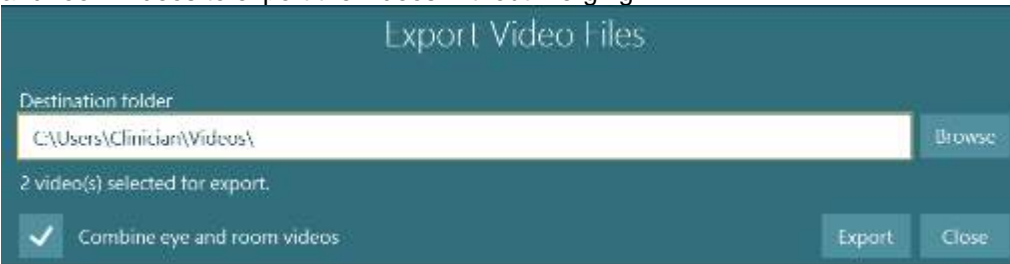 Export Video Files
Destination folder
C:\Users\Clinician\Videos\
Browse
2 video(s) selected for export.
Combine eye and room videos
Export
Close